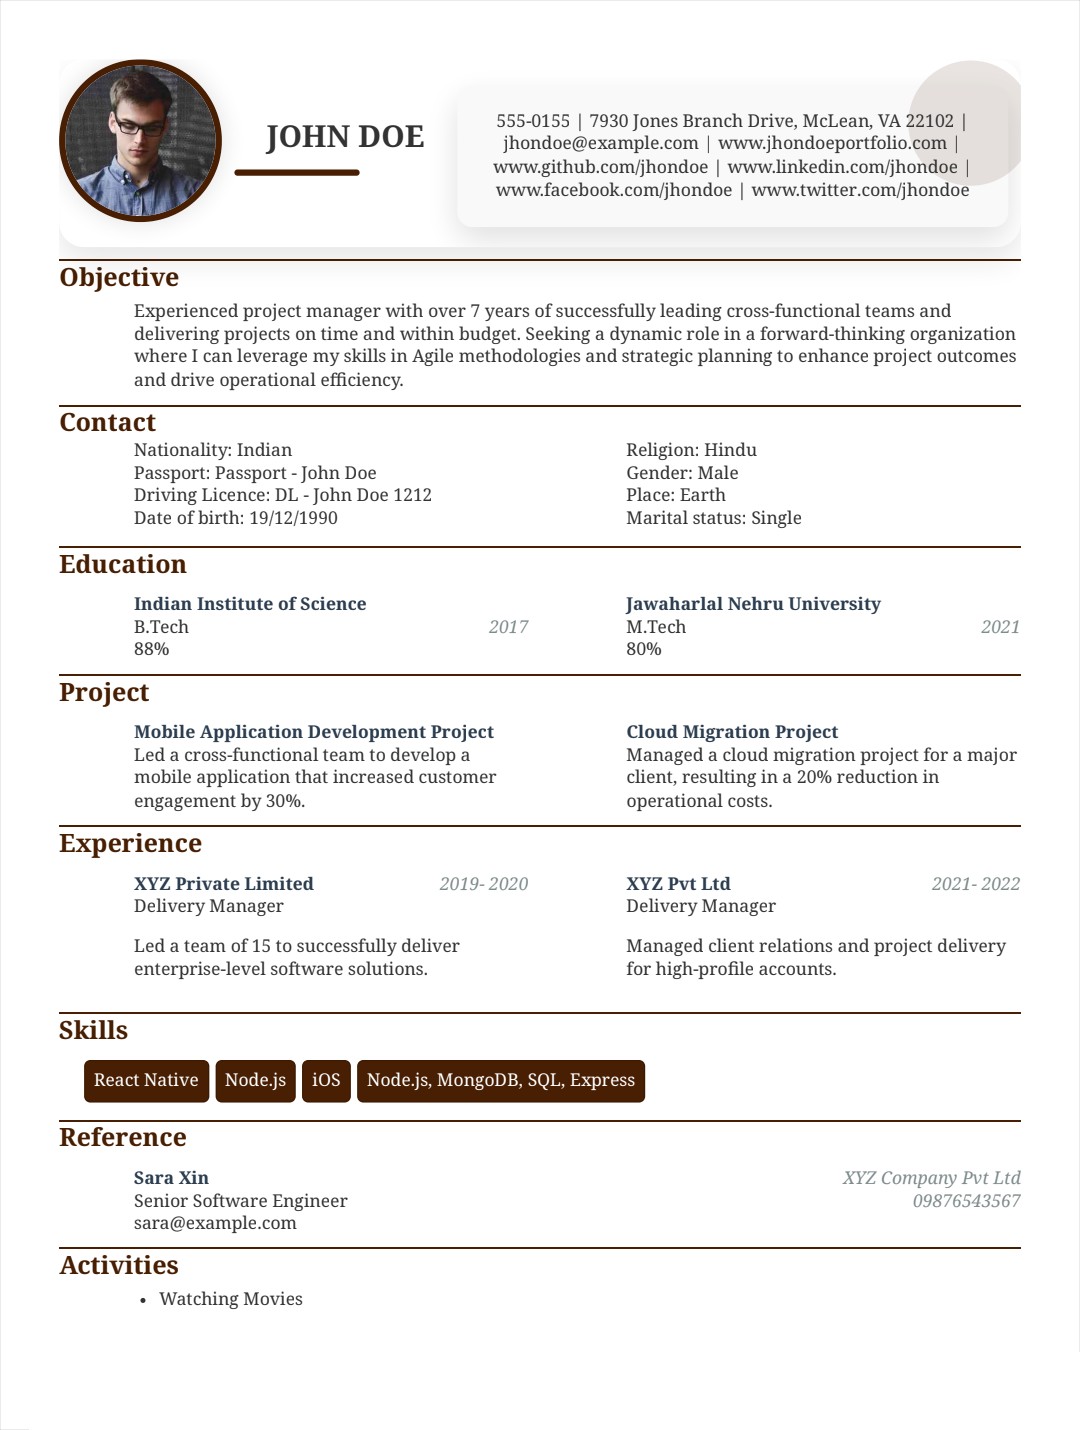 JOHN DOE
555-0155 | 7930 Jones Branch Drive, McLean, VA 22102 |
jhondoe@example.com | www.jhondoeportfolio.com |
www.github.com/jhondoe | www.linkedin.com/jhondoe |
www.facebook.com/jhondoe | www.twitter.com/jhondoe
Objective
Experienced project manager with over 7 years of successfully leading cross-functional teams and
delivering projects on time and within budget. Seeking a dynamic role in a forward-thinking organization
where I can leverage my skills in Agile methodologies and strategic planning to enhance project outcomes
and drive operational efficiency.
Contact
Nationality: Indian
Passport: Passport - John Doe
Driving Licence: DL - John Doe 1212
Date of birth: 19/12/1990
Religion: Hindu
Gender: Male
Place: Earth
Marital status: Single
Education
Indian Institute of Science
B.Tech 2017
88%
Jawaharlal Nehru University
M.Tech 2021
80%
Project
Mobile Application Development Project
Led a cross-functional team to develop a
mobile application that increased customer
engagement by 30%.
Cloud Migration Project
Managed a cloud migration project for a major
client, resulting in a 20% reduction in
operational costs.
Experience
XYZ Private Limited 2019- 2020
Delivery Manager
Led a team of 15 to successfully deliver
enterprise-level software solutions.
XYZ Pvt Ltd 2021- 2022
Delivery Manager
Managed client relations and project delivery
for high-profile accounts.
Skills
React Native Node.js iOS Node.js, MongoDB, SQL, Express
Reference
Sara Xin XYZ Company Pvt Ltd
Senior Software Engineer 09876543567
sara@example.com
Activities
• Watching Movies